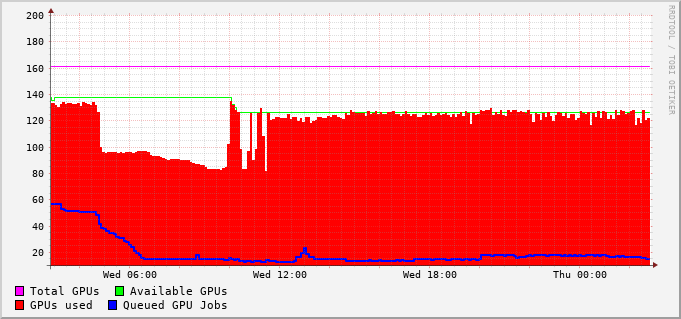 200
180
160
140
120
100
80
60
40
20
Wed 06:00 Wed 12:00 Wed 18:00 Thu 00:00
Total GPUs Available GPUs
GPUs used Queued GPU Jobs
RRDTOOL / TOBI OETIKER